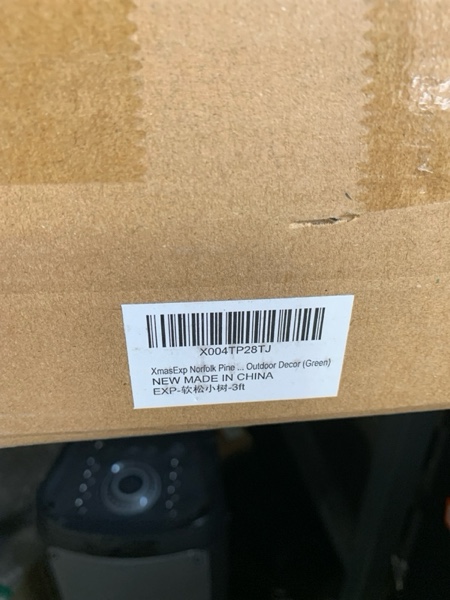 X004TP28TJ
XmasExp Norfolk Pine ... Outdoor Decor (Green)
NEW MADE IN CHINA
EXP-软松小树-3ft